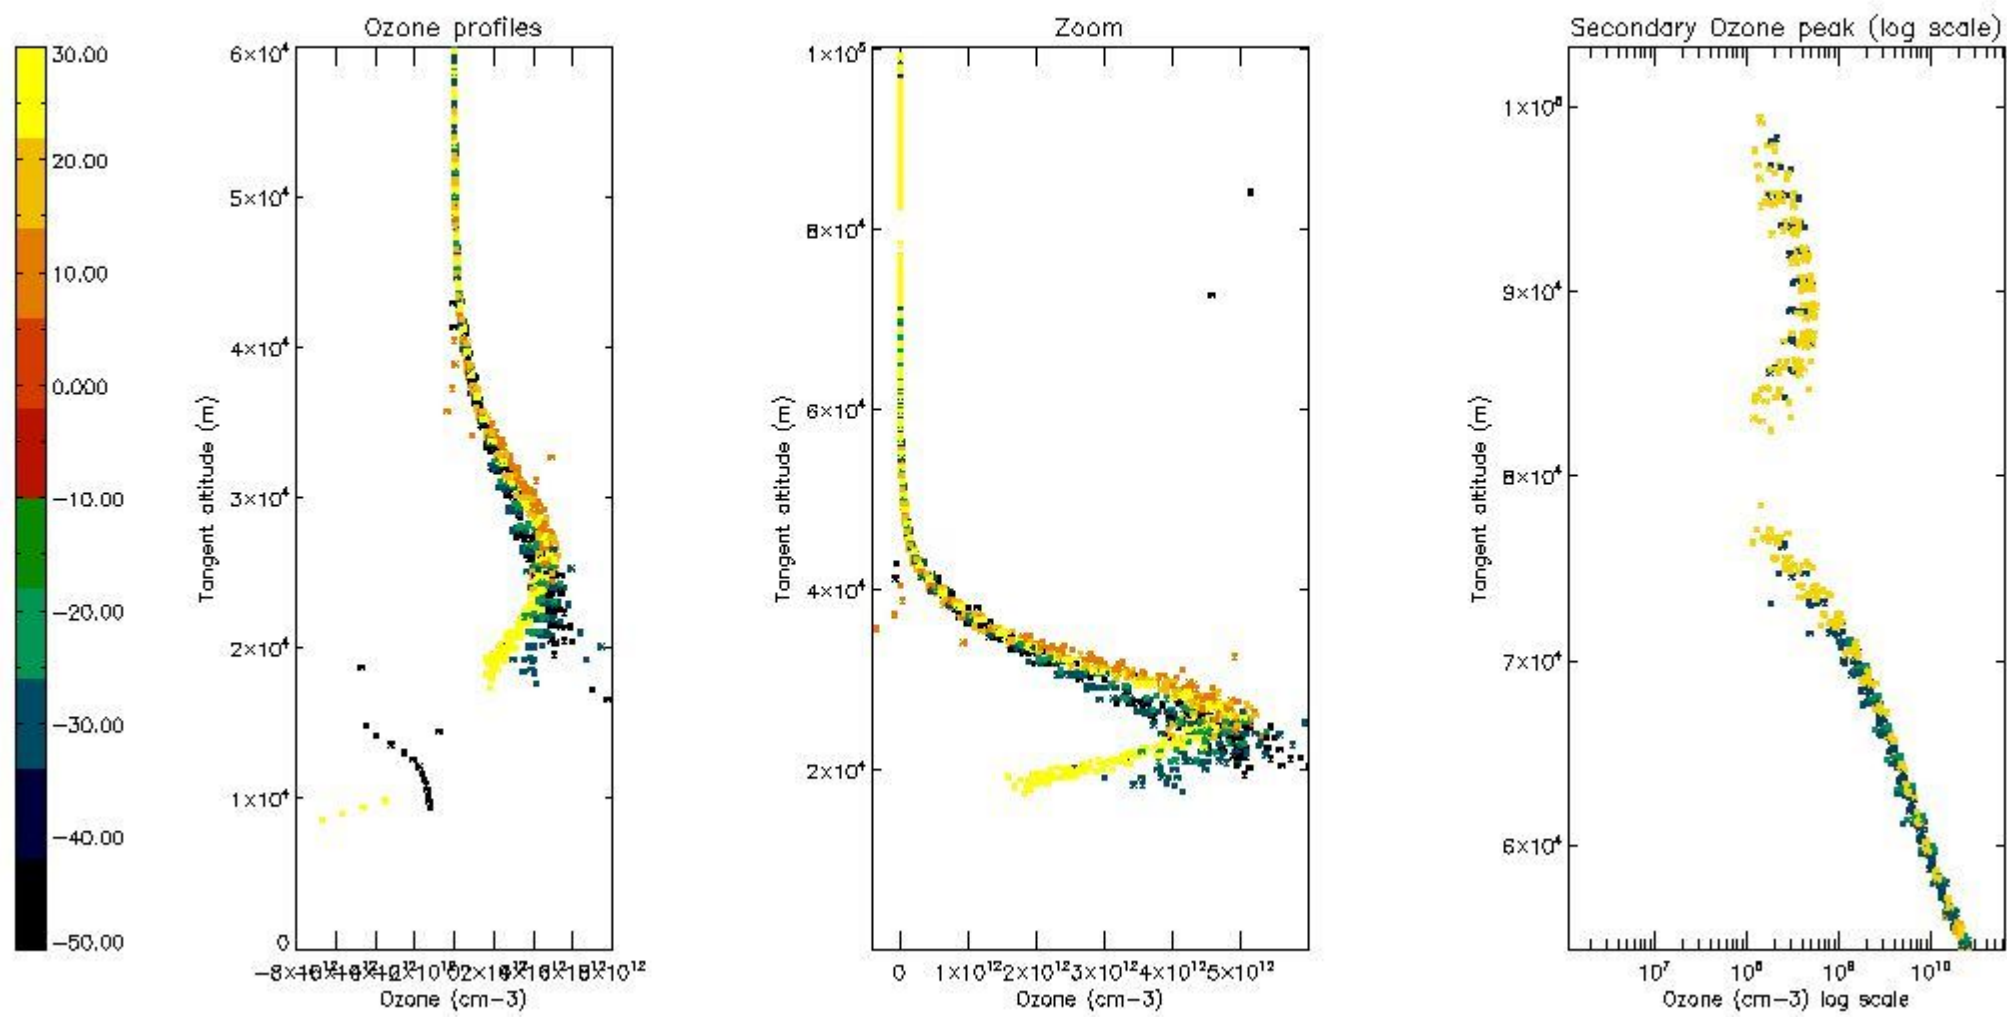 Ozone profiles
Zoom
Secondary Ozone peak (log scale)
30.00
20.00
10.00
0.000
−10.00
−20.00
−30.00
−40.00
−50.00
Tangent altitude (m)
6×10⁴
5×10⁴
4×10⁴
3×10⁴
2×10⁴
1×10⁴
0
Ozone (cm−3)
Tangent altitude (m)
1×10⁵
8×10⁴
6×10⁴
4×10⁴
2×10⁴
0 1×10¹² 2×10¹² 3×10¹² 4×10¹² 5×10¹²
Ozone (cm−3)
Tangent altitude (m)
9×10⁴
8×10⁴
7×10⁴
6×10⁴
10⁷ 10⁸ 10⁹ 10¹⁰
Ozone (cm−3) log scale